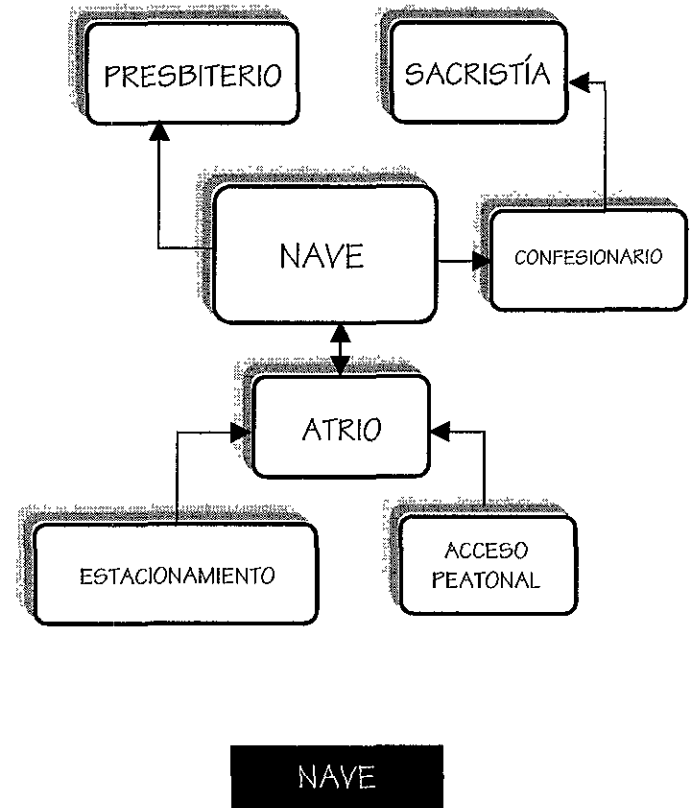 PRESBITERIO
SACRISTÍA
NAVE
CONFESIONARIO
ATRIO
ESTACIONAMIENTO
ACCESO
PEATONAL
NAVE